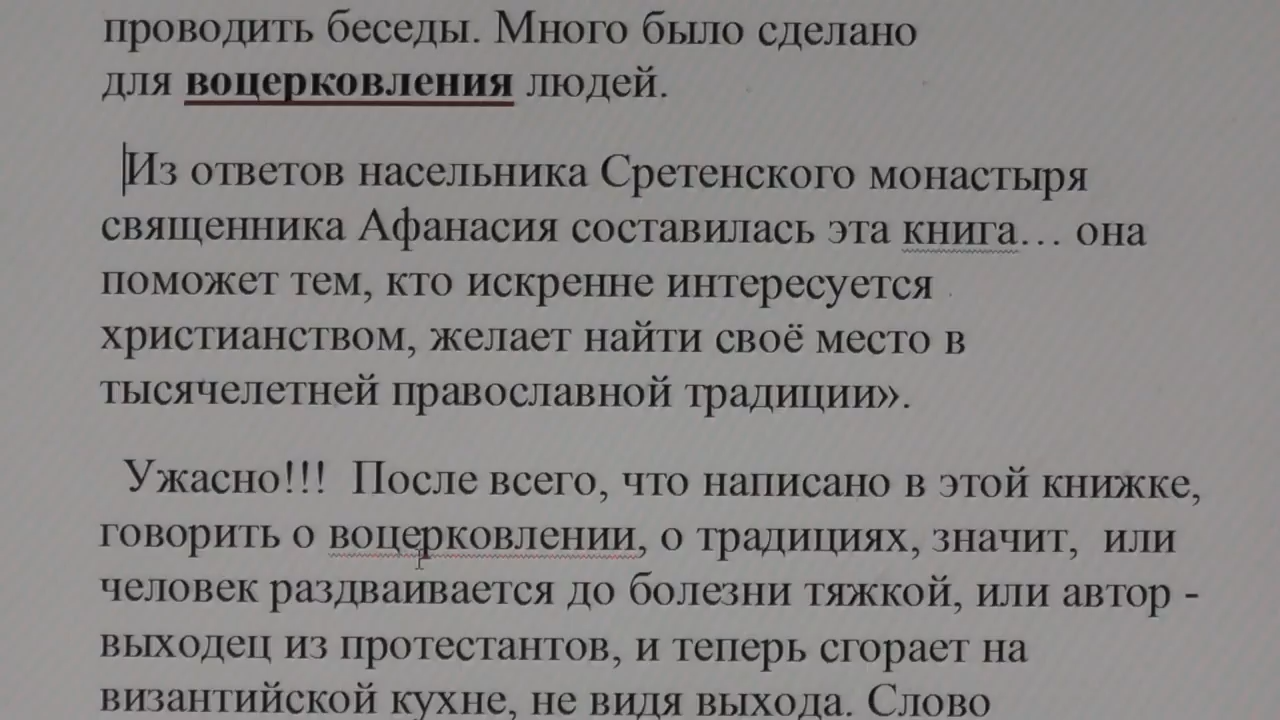 проводить беседы. Много было сделано
для воцерковления людей.
Из ответов насельника Сретенского монастыря
священника Афанасия составилась эта книга… она
поможет тем, кто искренне интересуется
христианством, желает найти своё место в
тысячелетней православной традиции».
Ужасно!!! После всего, что написано в этой книжке,
говорить о воцерковлении, о традициях, значит, или
человек раздваивается до болезни тяжкой, или автор -
выходец из протестантов, и теперь сгорает на
византийской кухне, не видя выхода. Слово